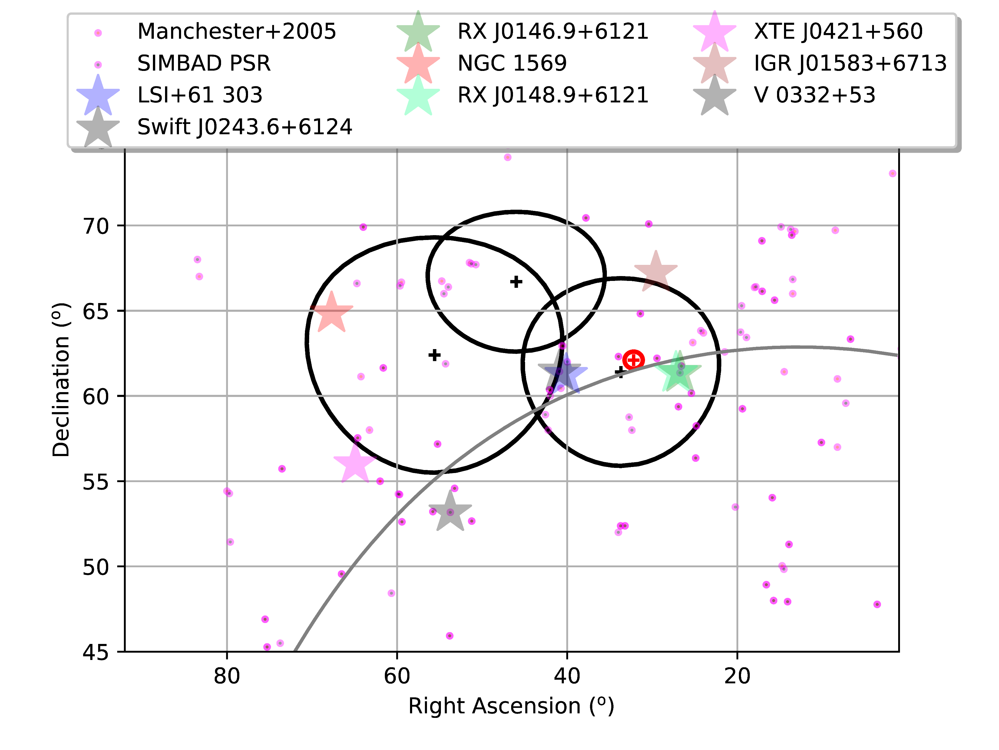 Manchester+2005
SIMBAD PSR
LSI+61 303
Swift J0243.6+6124
RX J0146.9+6121
NGC 1569
RX J0148.9+6121
XTE J0421+560
IGR J01583+6713
V 0332+53
70
65
60
55
50
45
Declination (º)
80 60 40 20
Right Ascension (º)